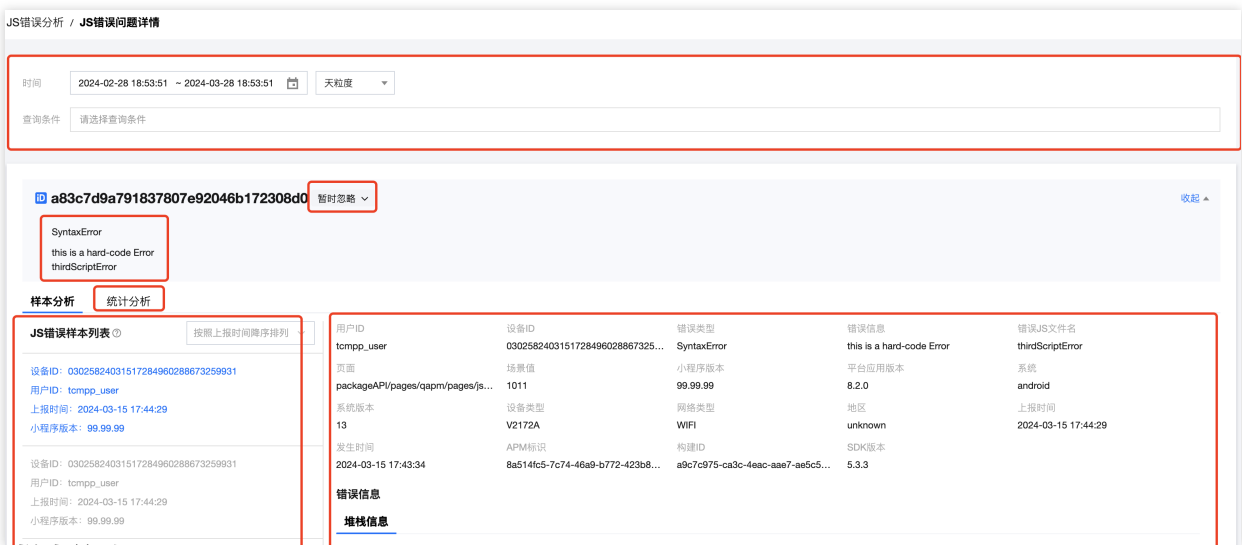 JS错误分析 / JS错误问题详情
时间 2024-02-28 18:53:51 ~ 2024-03-28 18:53:51 天粒度
查询条件 请选择查询条件
ID a83c7d9a791837807e92046b172308d0 暂时忽略 收起
SyntaxError
this is a hard-code Error
thirdScriptError
样本分析 统计分析
JS错误样本列表 按照上报时间降序排列
设备ID: 03025824031517284960288673259931
用户ID: tcmpp_user
上报时间: 2024-03-15 17:44:29
小程序版本: 99.99.99
设备ID: 03025824031517284960288673259931
用户ID: tcmpp_user
上报时间: 2024-03-15 17:44:29
小程序版本: 99.99.99
用户ID 设备ID 错误类型 错误信息 错误JS文件名
tcmpp_user 0302582403151728496028867325... SyntaxError this is a hard-code Error thirdScriptError
页面 场景值 小程序版本 平台应用版本 系统
packageAPI/pages/qapm/pages/js... 1011 99.99.99 8.2.0 android
系统版本 设备类型 网络类型 地区 上报时间
13 V2172A WIFI unknown 2024-03-15 17:44:29
发生时间 APM标识 构建ID SDK版本
2024-03-15 17:43:34 8a514fc5-7c74-46a9-b772-423b8... a9c7c975-ca3c-4eac-aae7-ae5c5... 5.3.3
错误信息
堆栈信息